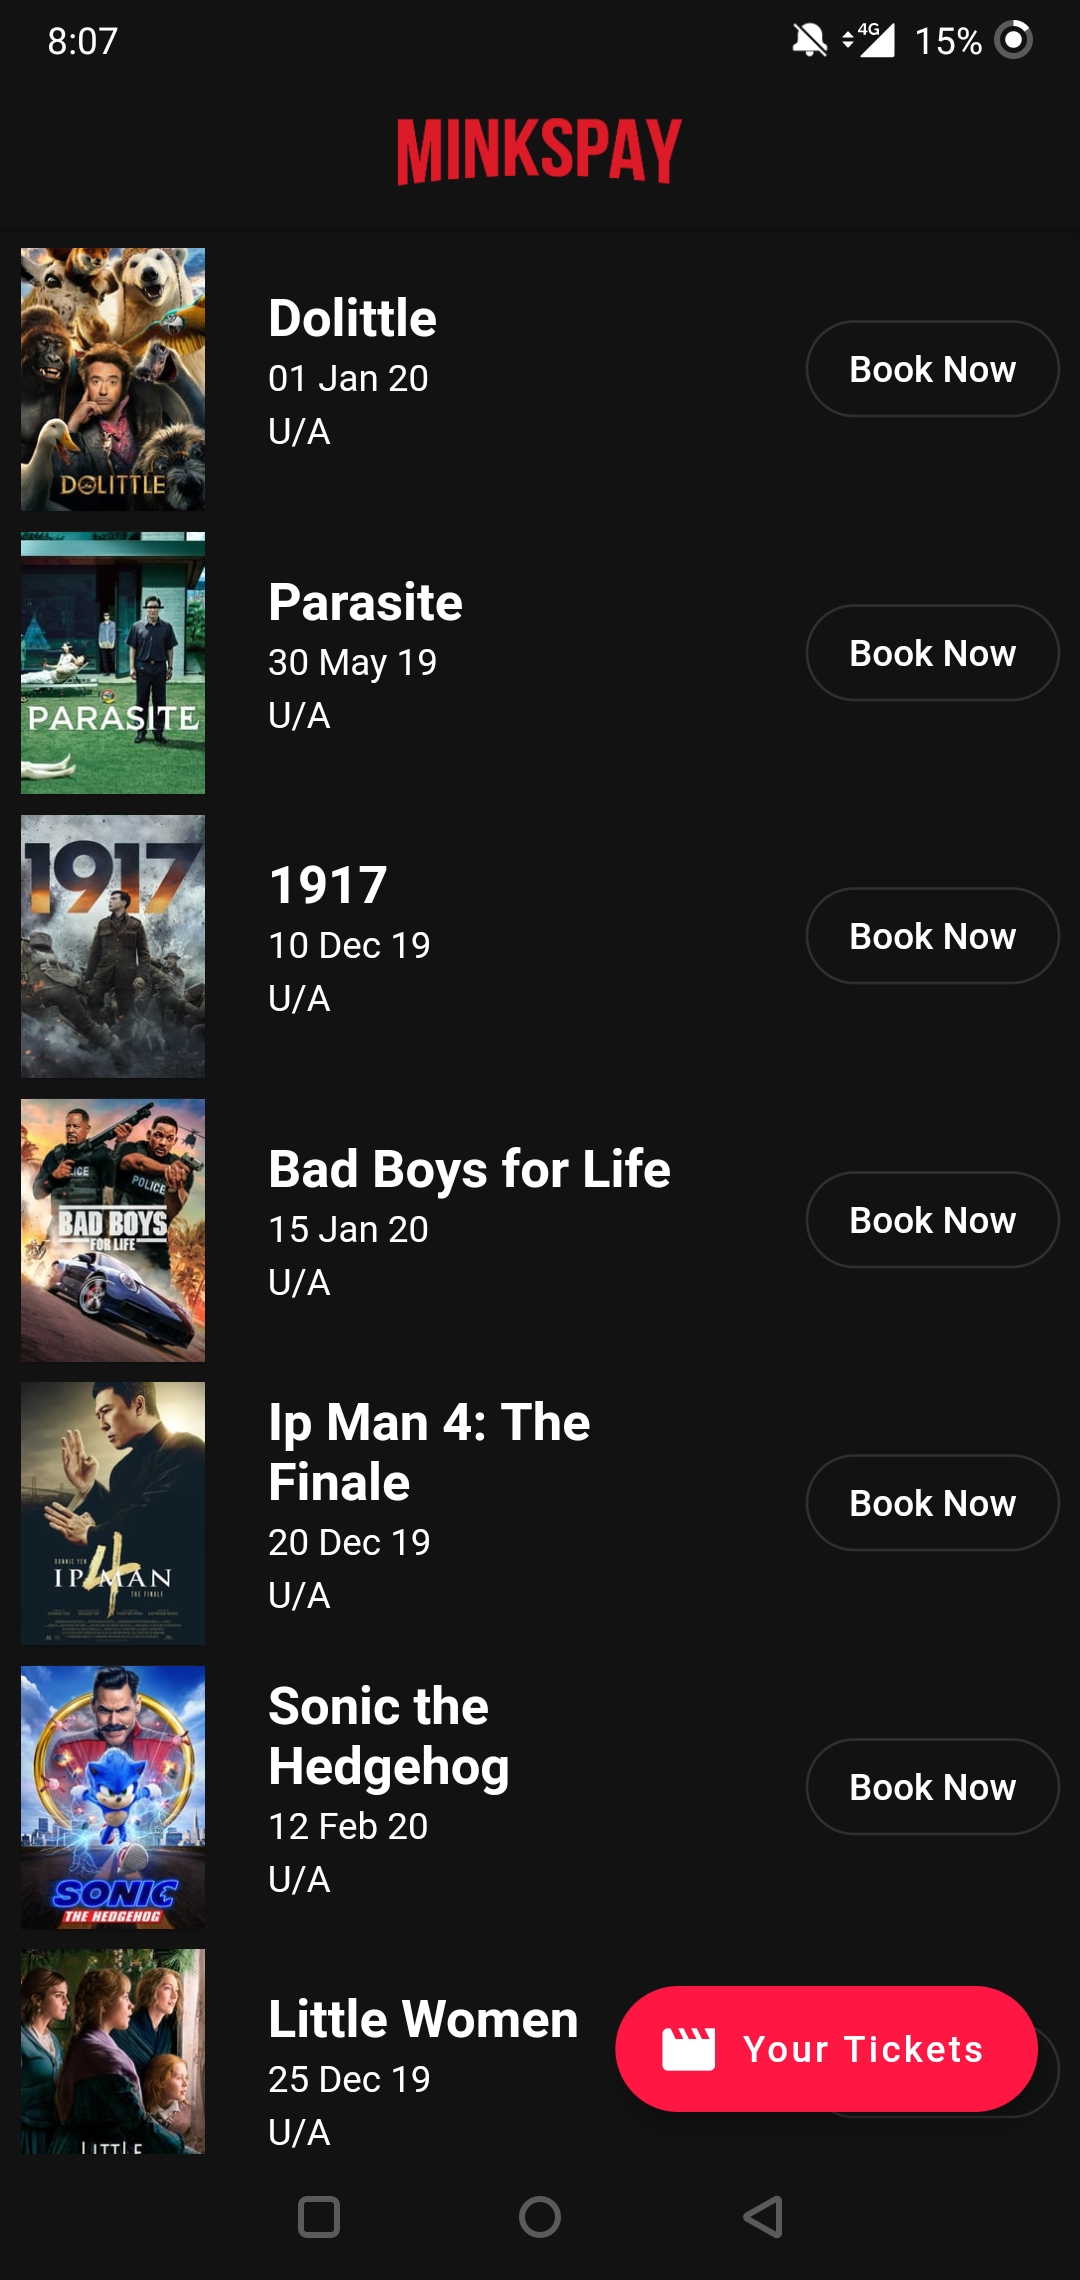 8:07
4G
15%
MINKSPAY
DOLITTLE
Dolittle
01 Jan 20
U/A
Book Now
PARASITE
Parasite
30 May 19
U/A
Book Now
1917
1917
10 Dec 19
U/A
Book Now
POLICE
BAD BOYS
FOR LIFE
Bad Boys for Life
15 Jan 20
U/A
Book Now
DONNIE YEN
IP MAN 4
THE FINALE
Ip Man 4: The
Finale
20 Dec 19
U/A
Book Now
SONIC
THE HEDGEHOG
Sonic the
Hedgehog
12 Feb 20
U/A
Book Now
LITTLE
Little Women
25 Dec 19
U/A
Your Tickets